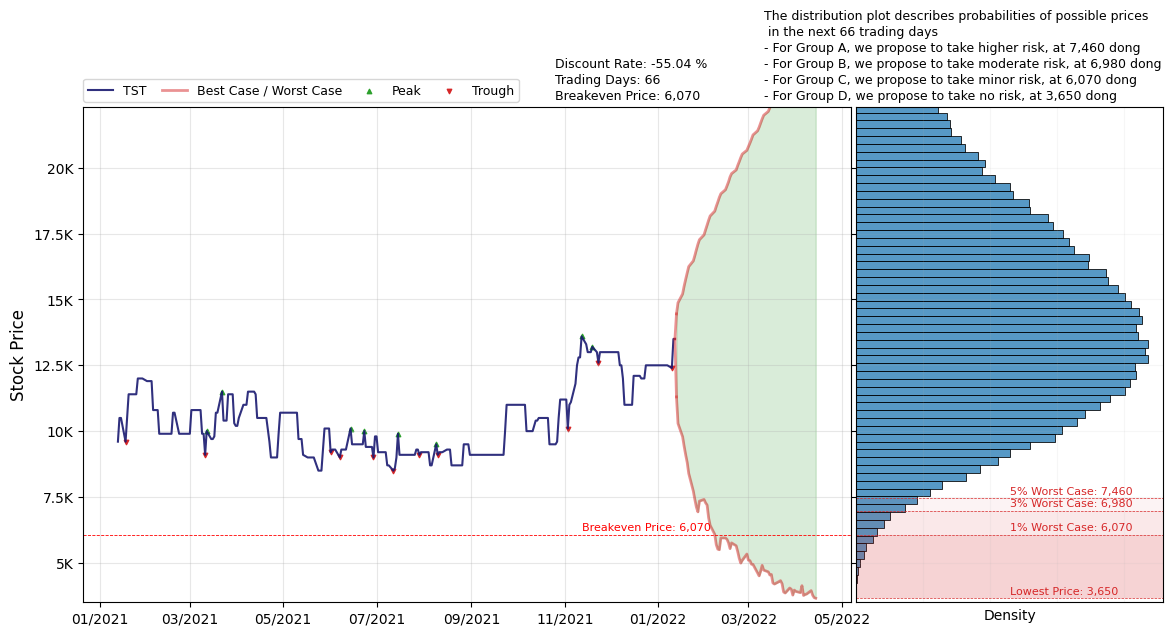 The distribution plot describes probabilities of possible prices
in the next 66 trading days
- For Group A, we propose to take higher risk, at 7,460 dong
- For Group B, we propose to take moderate risk, at 6,980 dong
- For Group C, we propose to take minor risk, at 6,070 dong
- For Group D, we propose to take no risk, at 3,650 dong
Discount Rate: -55.04 %
Trading Days: 66
Breakeven Price: 6,070
TST
Best Case / Worst Case
Peak
Trough
Stock Price
20K
17.5K
15K
12.5K
10K
7.5K
5K
Breakeven Price: 6,070
5% Worst Case: 7,460
3% Worst Case: 6,980
1% Worst Case: 6,070
Lowest Price: 3,650
01/2021
03/2021
05/2021
07/2021
09/2021
11/2021
01/2022
03/2022
05/2022
Density